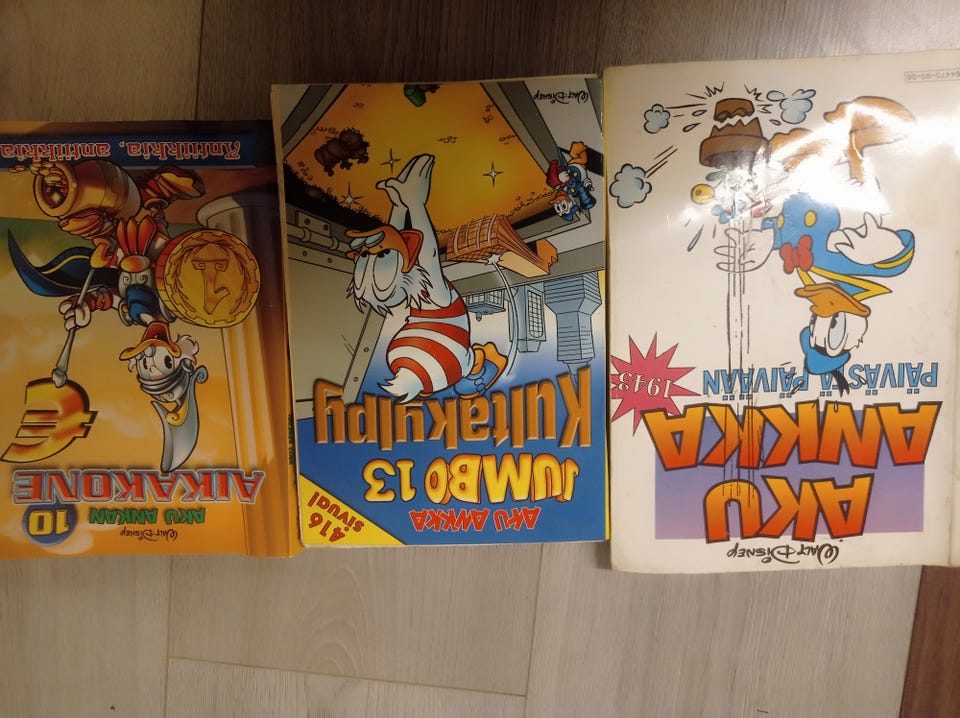 WALT DISNEY
AKU
ANKKA
PÄIVÄSTÄ PÄIVÄÄN
1943
AKU ANKKA
JUMBO 13
416
sivua!
Kultakylpy
WALT DISNEY
WALT DISNEY
AKU ANKAN
10
AIKAKONE
Antiikkia, antiikkia